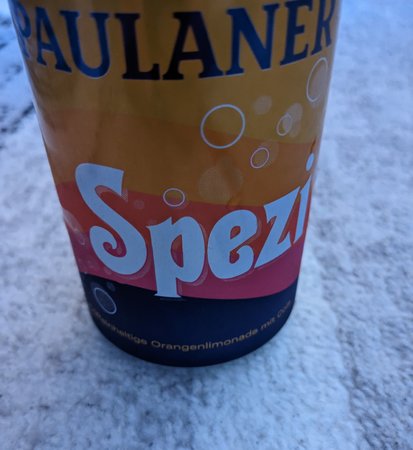 PAULANER
Spezi
Orangenlimonade mit